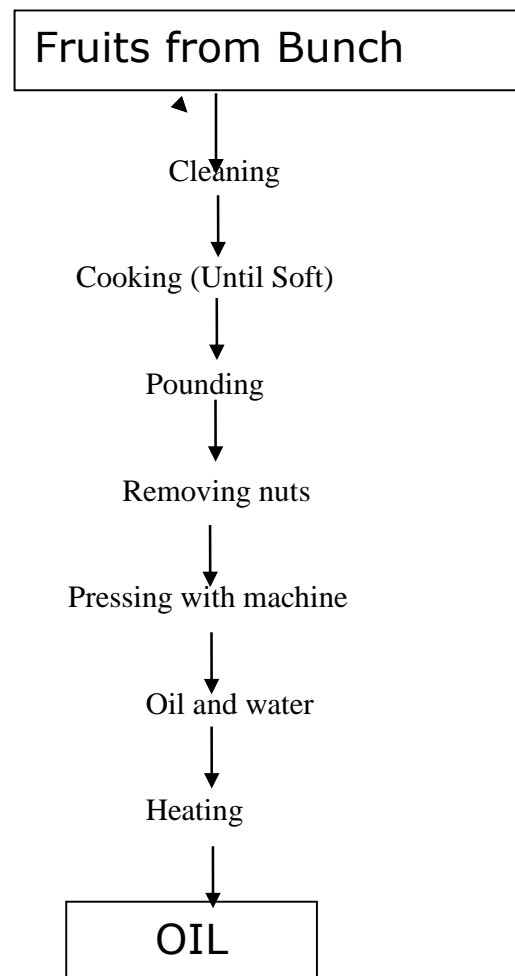 Fruits from Bunch
Cleaning
Cooking (Until Soft)
Pounding
Removing nuts
Pressing with machine
Oil and water
Heating
OIL